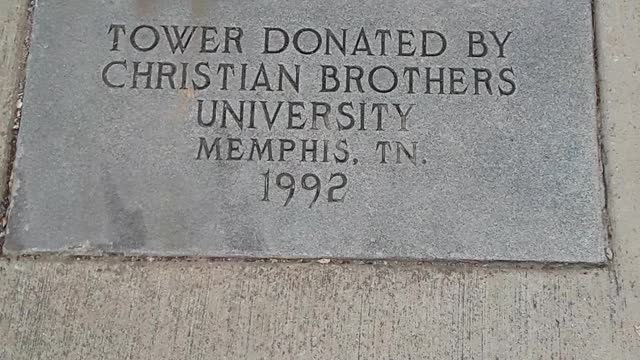 TOWER DONATED BY
CHRISTIAN BROTHERS
UNIVERSITY
MEMPHIS, TN.
1992